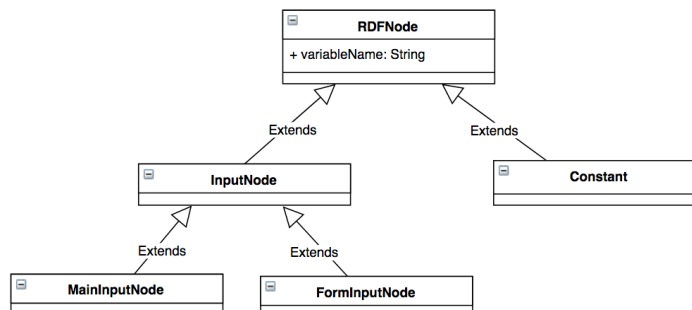 RDFNode
+ variableName: String
Extends
Extends
InputNode
Constant
Extends
Extends
MainInputNode
FormInputNode